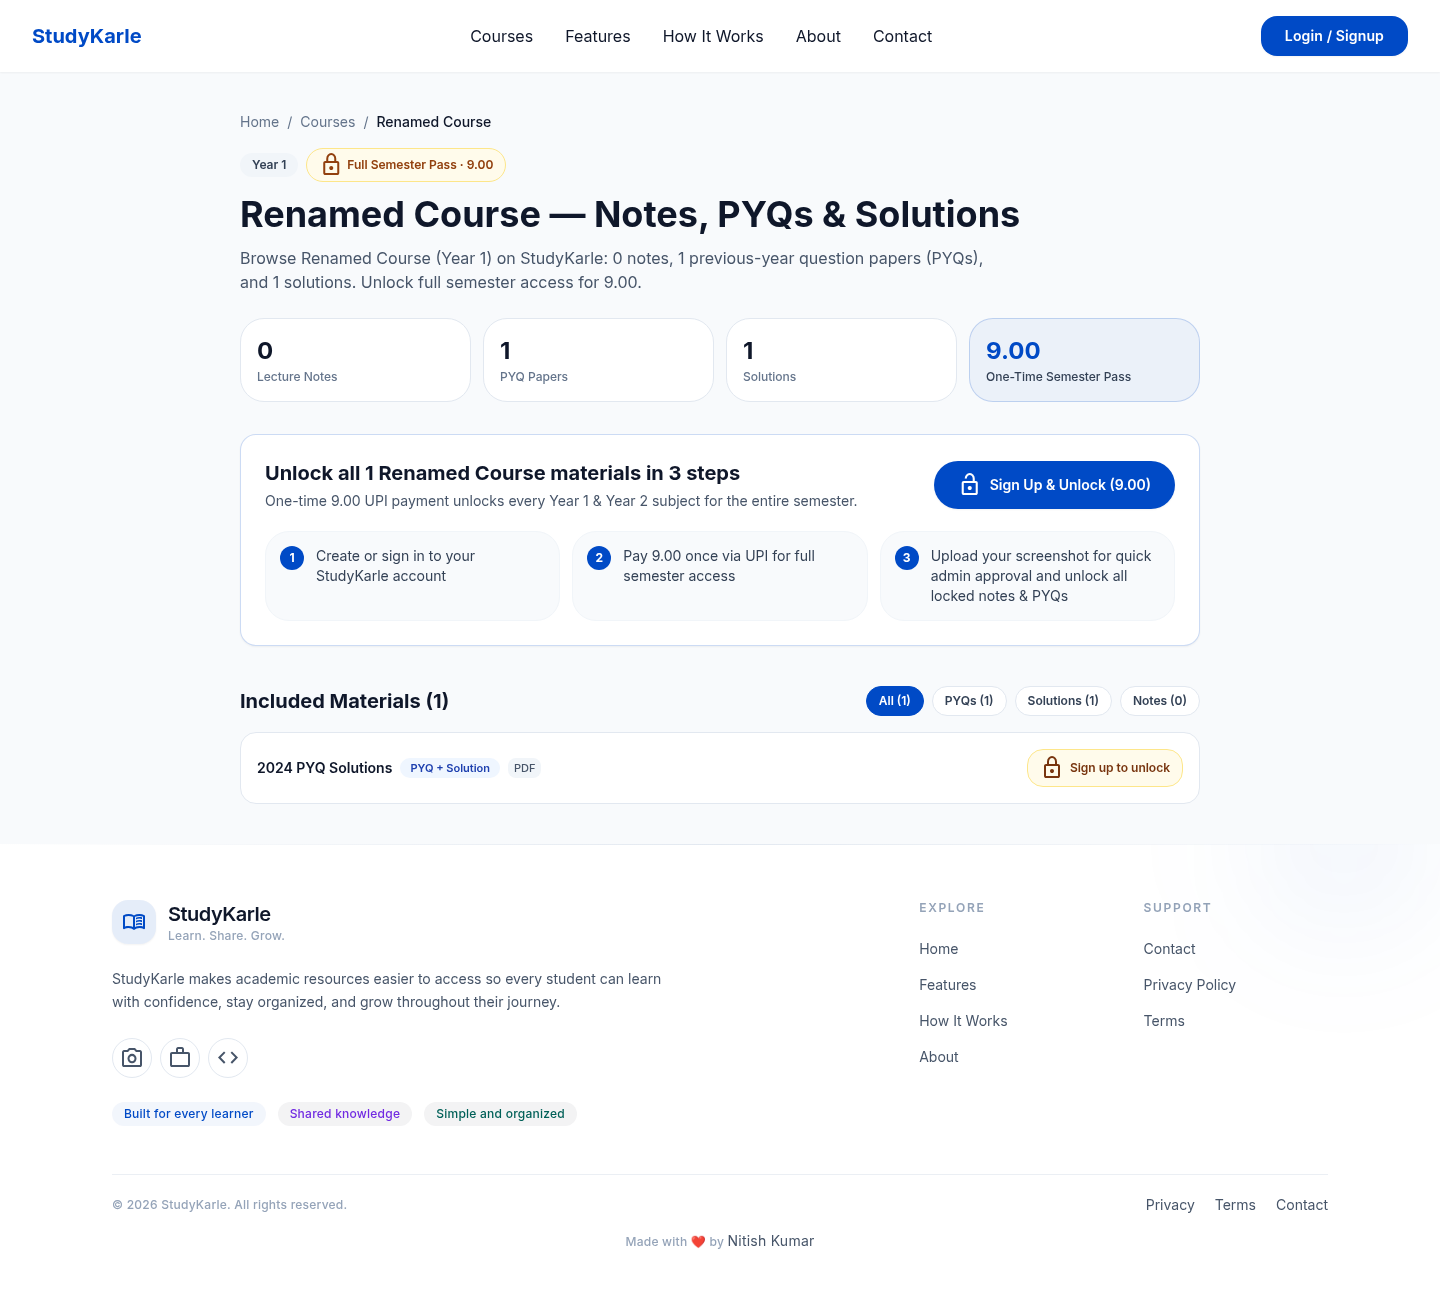 StudyKarle
Courses
Features
How It Works
About
Contact
Login / Signup
Home / Courses / Renamed Course
Year 1
Full Semester Pass · 9.00
Renamed Course — Notes, PYQs & Solutions
Browse Renamed Course (Year 1) on StudyKarle: 0 notes, 1 previous-year question papers (PYQs),
and 1 solutions. Unlock full semester access for 9.00.
0
Lecture Notes
1
PYQ Papers
1
Solutions
9.00
One-Time Semester Pass
Unlock all 1 Renamed Course materials in 3 steps
One-time 9.00 UPI payment unlocks every Year 1 & Year 2 subject for the entire semester.
Sign Up & Unlock (9.00)
1
Create or sign in to your
StudyKarle account
2
Pay 9.00 once via UPI for full
semester access
3
Upload your screenshot for quick
admin approval and unlock all
locked notes & PYQs
Included Materials (1)
All (1)
PYQs (1)
Solutions (1)
Notes (0)
2024 PYQ Solutions
PYQ + Solution
PDF
Sign up to unlock
StudyKarle
Learn. Share. Grow.
StudyKarle makes academic resources easier to access so every student can learn
with confidence, stay organized, and grow throughout their journey.
Built for every learner
Shared knowledge
Simple and organized
EXPLORE
Home
Features
How It Works
About
SUPPORT
Contact
Privacy Policy
Terms
© 2026 StudyKarle. All rights reserved.
Privacy
Terms
Contact
Made with ❤️ by Nitish Kumar